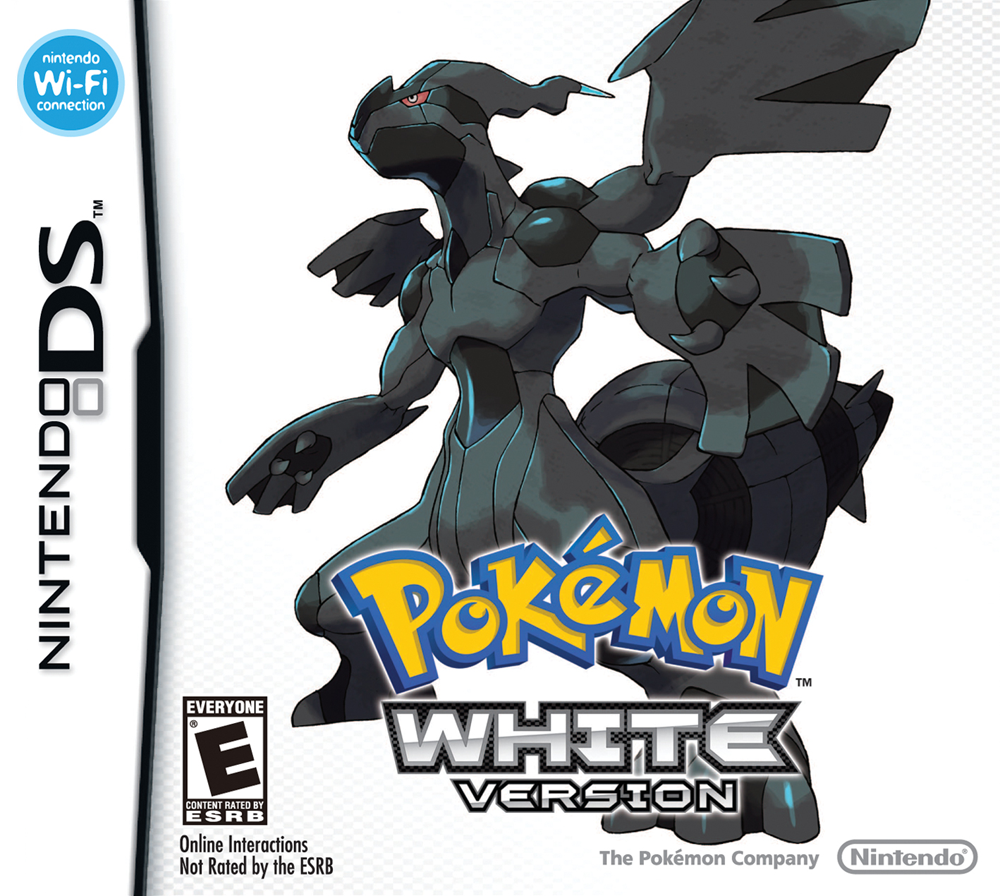 nintendo
Wi-Fi
connection
NINTENDO DS™
POKéMON™
WHITE
VERSION
EVERYONE
E®
CONTENT RATED BY
ESRB
Online Interactions
Not Rated by the ESRB
The Pokémon Company
Nintendo®